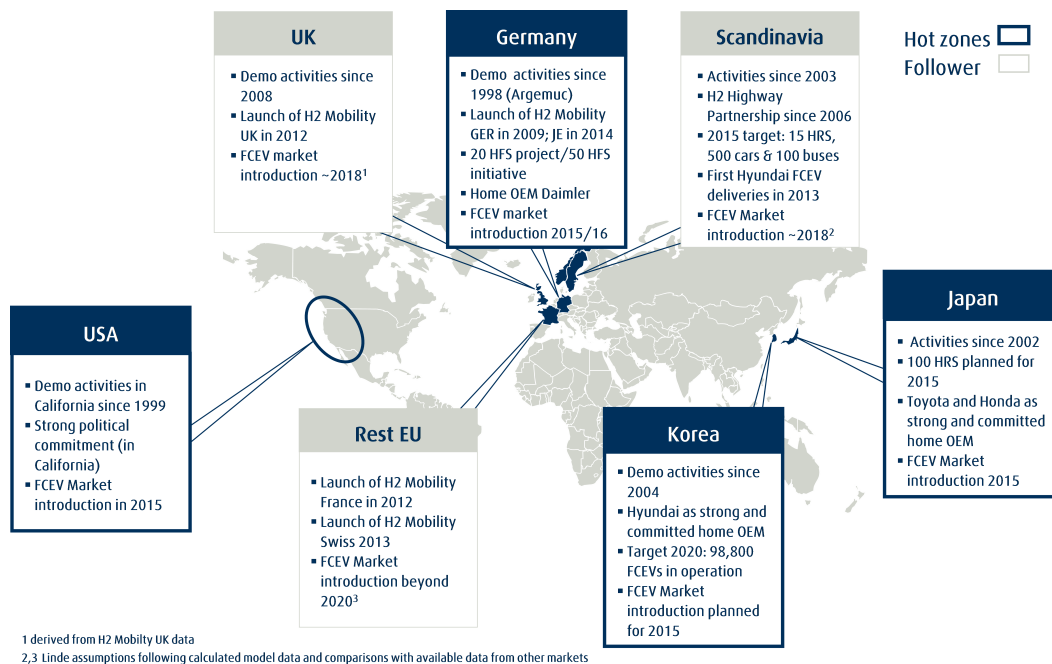 UK
▪ Demo activities since
2008
▪ Launch of H2 Mobility
UK in 2012
▪ FCEV market
introduction ~2018¹
Germany
▪ Demo activities since
1998 (Argemuc)
▪ Launch of H2 Mobility
GER in 2009; JE in 2014
▪ 20 HFS project/50 HFS
initiative
▪ Home OEM Daimler
▪ FCEV market
introduction 2015/16
Scandinavia
▪ Activities since 2003
▪ H2 Highway
Partnership since 2006
▪ 2015 target: 15 HRS,
500 cars & 100 buses
▪ First Hyundai FCEV
deliveries in 2013
▪ FCEV Market
introduction ~2018²
Hot zones
Follower
USA
▪ Demo activities in
California since 1999
▪ Strong political
commitment (in
California)
▪ FCEV Market
introduction in 2015
Rest EU
▪ Launch of H2 Mobility
France in 2012
▪ Launch of H2 Mobility
Swiss 2013
▪ FCEV Market
introduction beyond
2020³
Korea
▪ Demo activities since
2004
▪ Hyundai as strong and
committed home OEM
▪ Target 2020: 98,800
FCEVs in operation
▪ FCEV Market
introduction planned
for 2015
Japan
▪ Activities since 2002
▪ 100 HRS planned for
2015
▪ Toyota and Honda as
strong and committed
home OEM
▪ FCEV Market
introduction 2015
1 derived from H2 Mobilty UK data
2,3 Linde assumptions following calculated model data and comparisons with available data from other markets